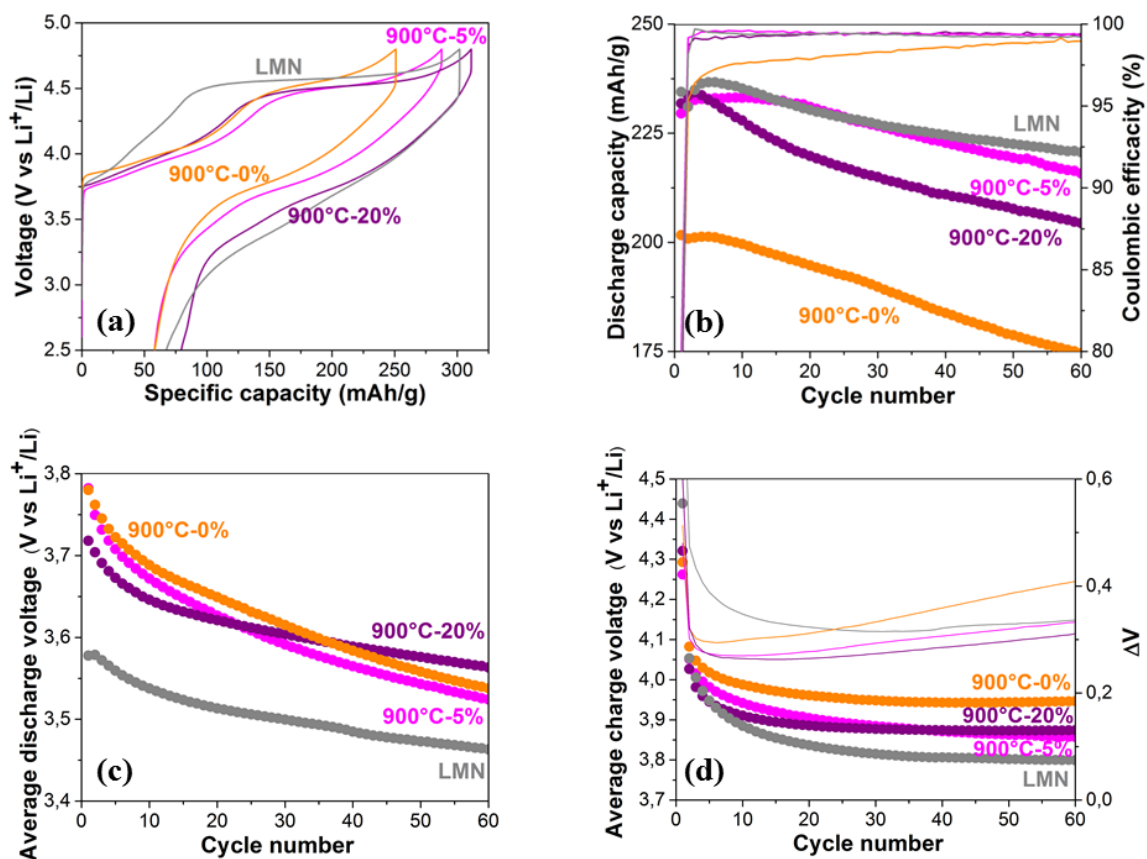 5.0
4.5
4.0
3.5
3.0
2.5
Voltage (V vs Li⁺/Li)
900°C-5%
LMN
900°C-0%
900°C-20%
(a)
0
50
100
150
200
250
300
Specific capacity (mAh/g)
250
225
200
175
Discharge capacity (mAh/g)
LMN
900°C-5%
900°C-20%
900°C-0%
(b)
100
95
90
85
80
Coulombic efficacity (%)
0
10
20
30
40
50
60
Cycle number
3,8
3,7
3,6
3,5
3,4
Average discharge voltage (V vs Li⁺/Li)
900°C-0%
900°C-20%
900°C-5%
LMN
(c)
0
10
20
30
40
50
60
Cycle number
4,5
4,4
4,3
4,2
4,1
4,0
3,9
3,8
3,7
Average charge volatge (V vs Li⁺/Li)
900°C-0%
900°C-20%
900°C-5%
LMN
(d)
0,6
0,4
0,2
0,0
ΔV
0
10
20
30
40
50
60
Cycle number